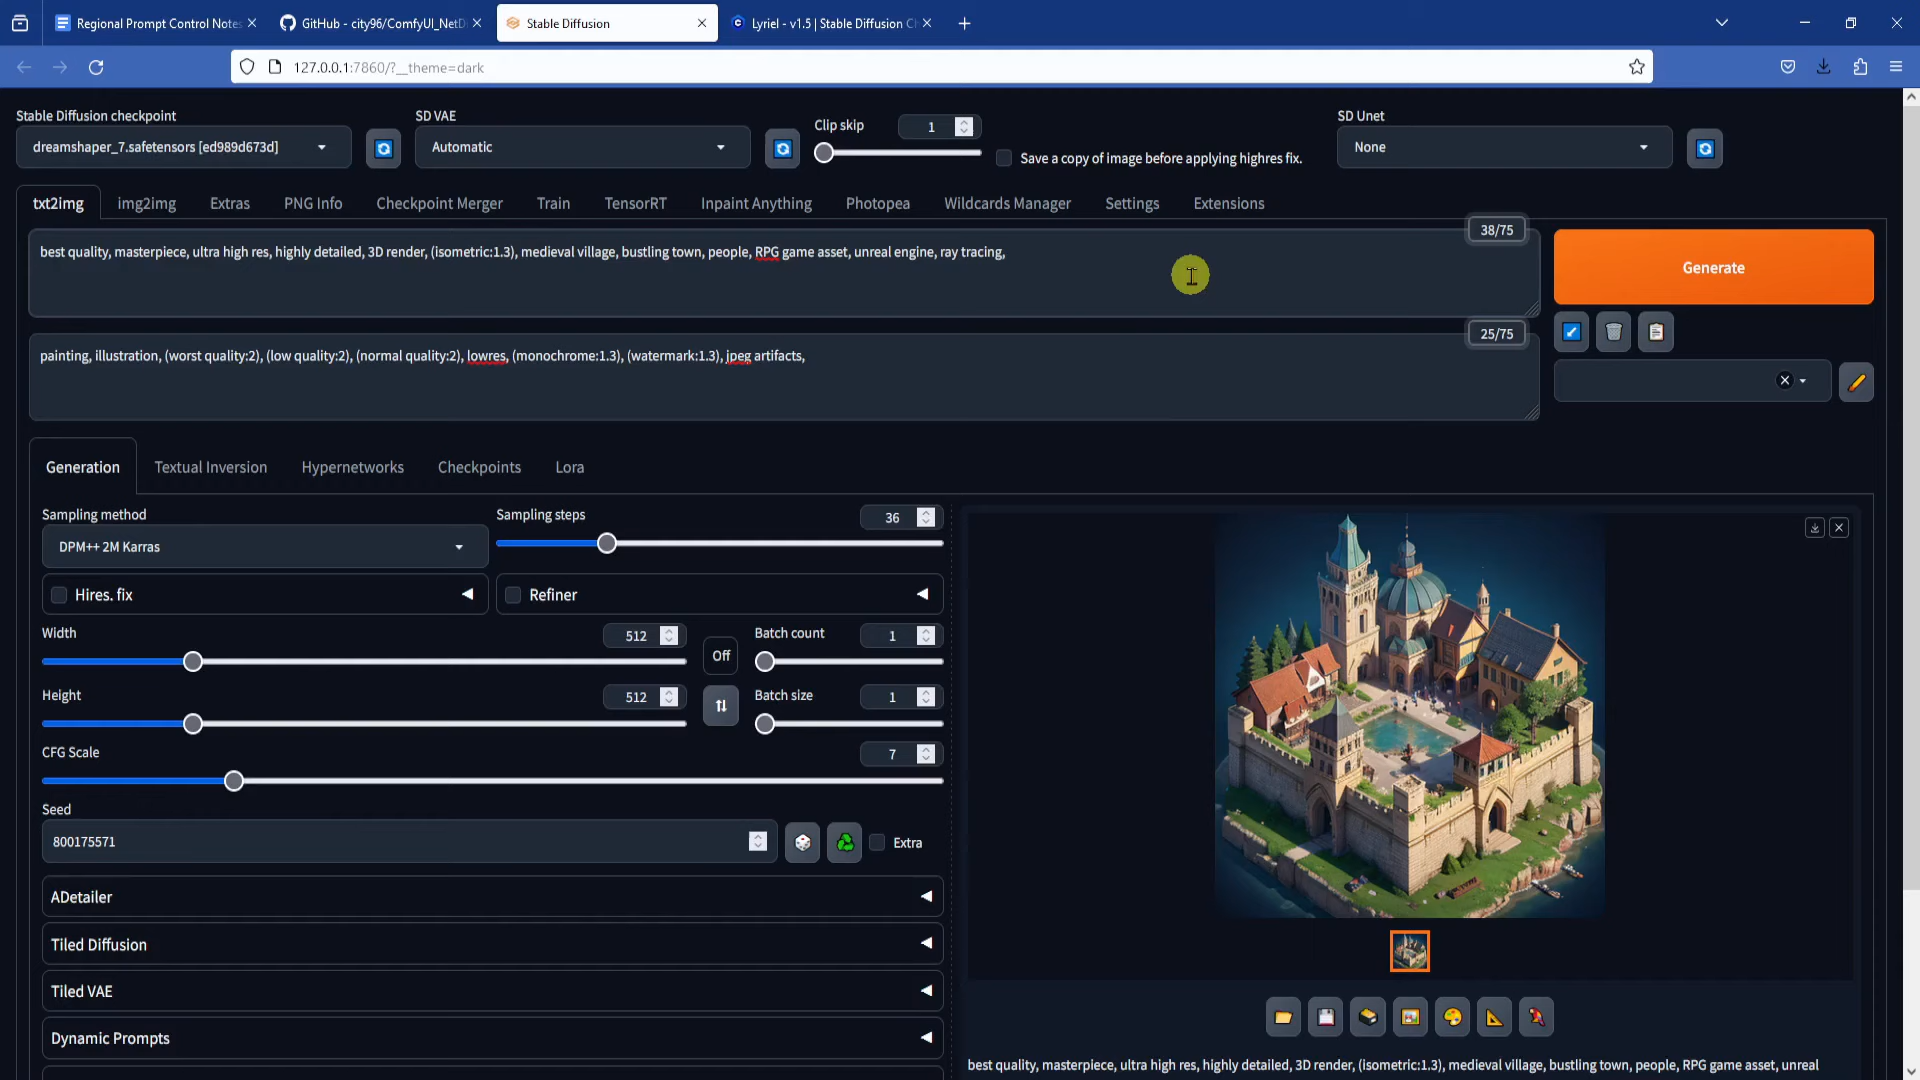 Regional Prompt Control Notes
GitHub - city96/ComfyUI_NetDi
Stable Diffusion
Lyriel - v1.5 | Stable Diffusion Ch
127.0.0.1:7860/?__theme=dark
Stable Diffusion checkpoint
SD VAE
Clip skip
1
SD Unet
dreamshaper_7.safetensors [ed989d673d]
Automatic
Save a copy of image before applying highres fix.
None
txt2img
img2img
Extras
PNG Info
Checkpoint Merger
Train
TensorRT
Inpaint Anything
Photopea
Wildcards Manager
Settings
Extensions
38/75
best quality, masterpiece, ultra high res, highly detailed, 3D render, (isometric:1.3), medieval village, bustling town, people, RPG game asset, unreal engine, ray tracing,
Generate
25/75
painting, illustration, (worst quality:2), (low quality:2), (normal quality:2), lowres, (monochrome:1.3), (watermark:1.3), jpeg artifacts,
Generation
Textual Inversion
Hypernetworks
Checkpoints
Lora
Sampling method
Sampling steps
36
DPM++ 2M Karras
Hires. fix
Refiner
Width
512
Off
Batch count
1
Height
512
Batch size
1
CFG Scale
7
Seed
800175571
Extra
ADetailer
Tiled Diffusion
Tiled VAE
Dynamic Prompts
best quality, masterpiece, ultra high res, highly detailed, 3D render, (isometric:1.3), medieval village, bustling town, people, RPG game asset, unreal